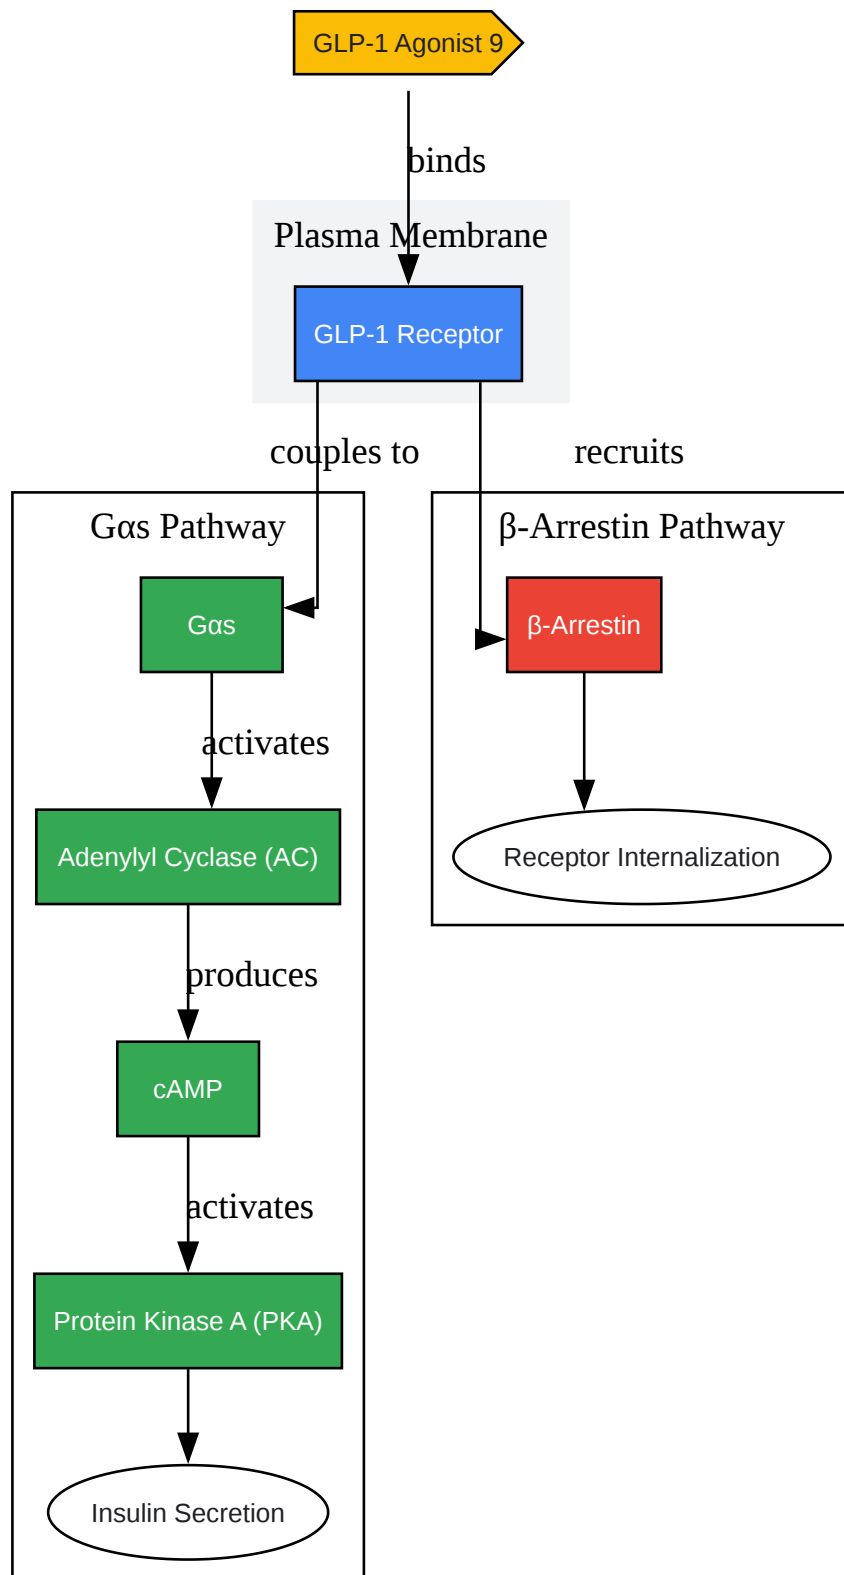 GLP-1 Agonist 9
binds
Plasma Membrane
GLP-1 Receptor
couples to
recruits
Gαs Pathway
β-Arrestin Pathway
Gαs
β-Arrestin
activates
Adenylyl Cyclase (AC)
Receptor Internalization
produces
cAMP
activates
Protein Kinase A (PKA)
Insulin Secretion